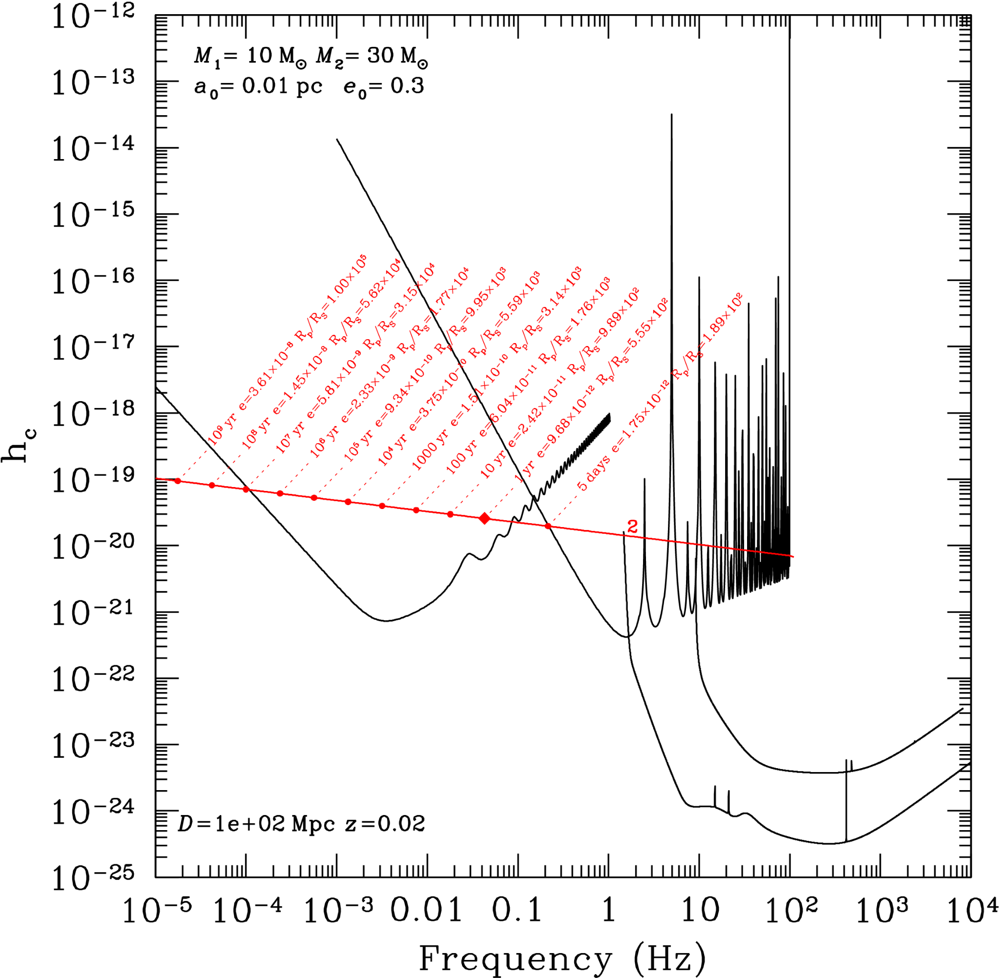 10⁻¹²
10⁻¹³
10⁻¹⁴
10⁻¹⁵
10⁻¹⁶
10⁻¹⁷
10⁻¹⁸
10⁻¹⁹
10⁻²⁰
10⁻²¹
10⁻²²
10⁻²³
10⁻²⁴
10⁻²⁵
h_c
M₁= 10 M⊙ M₂= 30 M⊙
a₀= 0.01 pc e₀= 0.3
10⁹ yr e=3.61×10⁻⁸ Rₚ/Rₛ=1.00×10⁵
10⁸ yr e=1.45×10⁻⁸ Rₚ/Rₛ=5.62×10⁴
10⁷ yr e=5.81×10⁻⁹ Rₚ/Rₛ=3.15×10⁴
10⁶ yr e=2.33×10⁻⁹ Rₚ/Rₛ=1.77×10⁴
10⁵ yr e=9.34×10⁻¹⁰ Rₚ/Rₛ=9.95×10³
10⁴ yr e=3.75×10⁻¹⁰ Rₚ/Rₛ=5.59×10³
1000 yr e=1.51×10⁻¹⁰ Rₚ/Rₛ=3.14×10³
100 yr e=6.04×10⁻¹¹ Rₚ/Rₛ=1.76×10³
10 yr e=2.42×10⁻¹¹ Rₚ/Rₛ=9.89×10²
1 yr e=9.68×10⁻¹² Rₚ/Rₛ=5.55×10²
5 days e=1.75×10⁻¹² Rₚ/Rₛ=1.89×10²
2
D=1e+02 Mpc z=0.02
10⁻⁵ 10⁻⁴ 10⁻³ 0.01 0.1 1 10 10² 10³ 10⁴
Frequency (Hz)